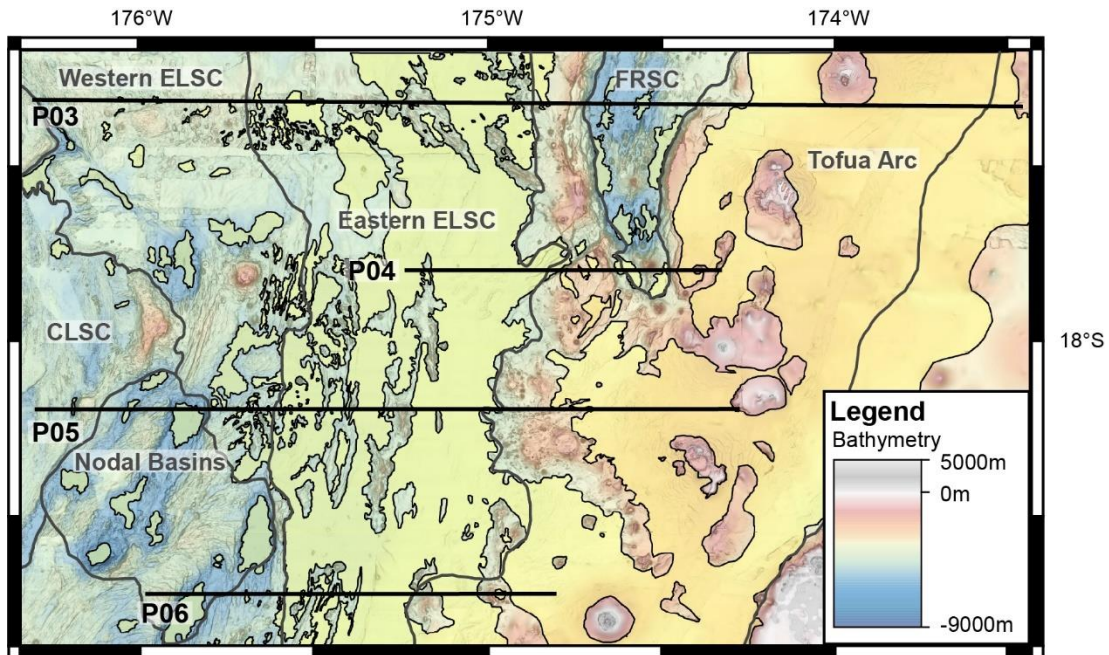 176°W 175°W 174°W
Western ELSC FRSC
P03
Tofua Arc
Eastern ELSC
P04
CLSC 18°S
P05
Nodal Basins
P06
Legend
Bathymetry
5000m
0m
-9000m